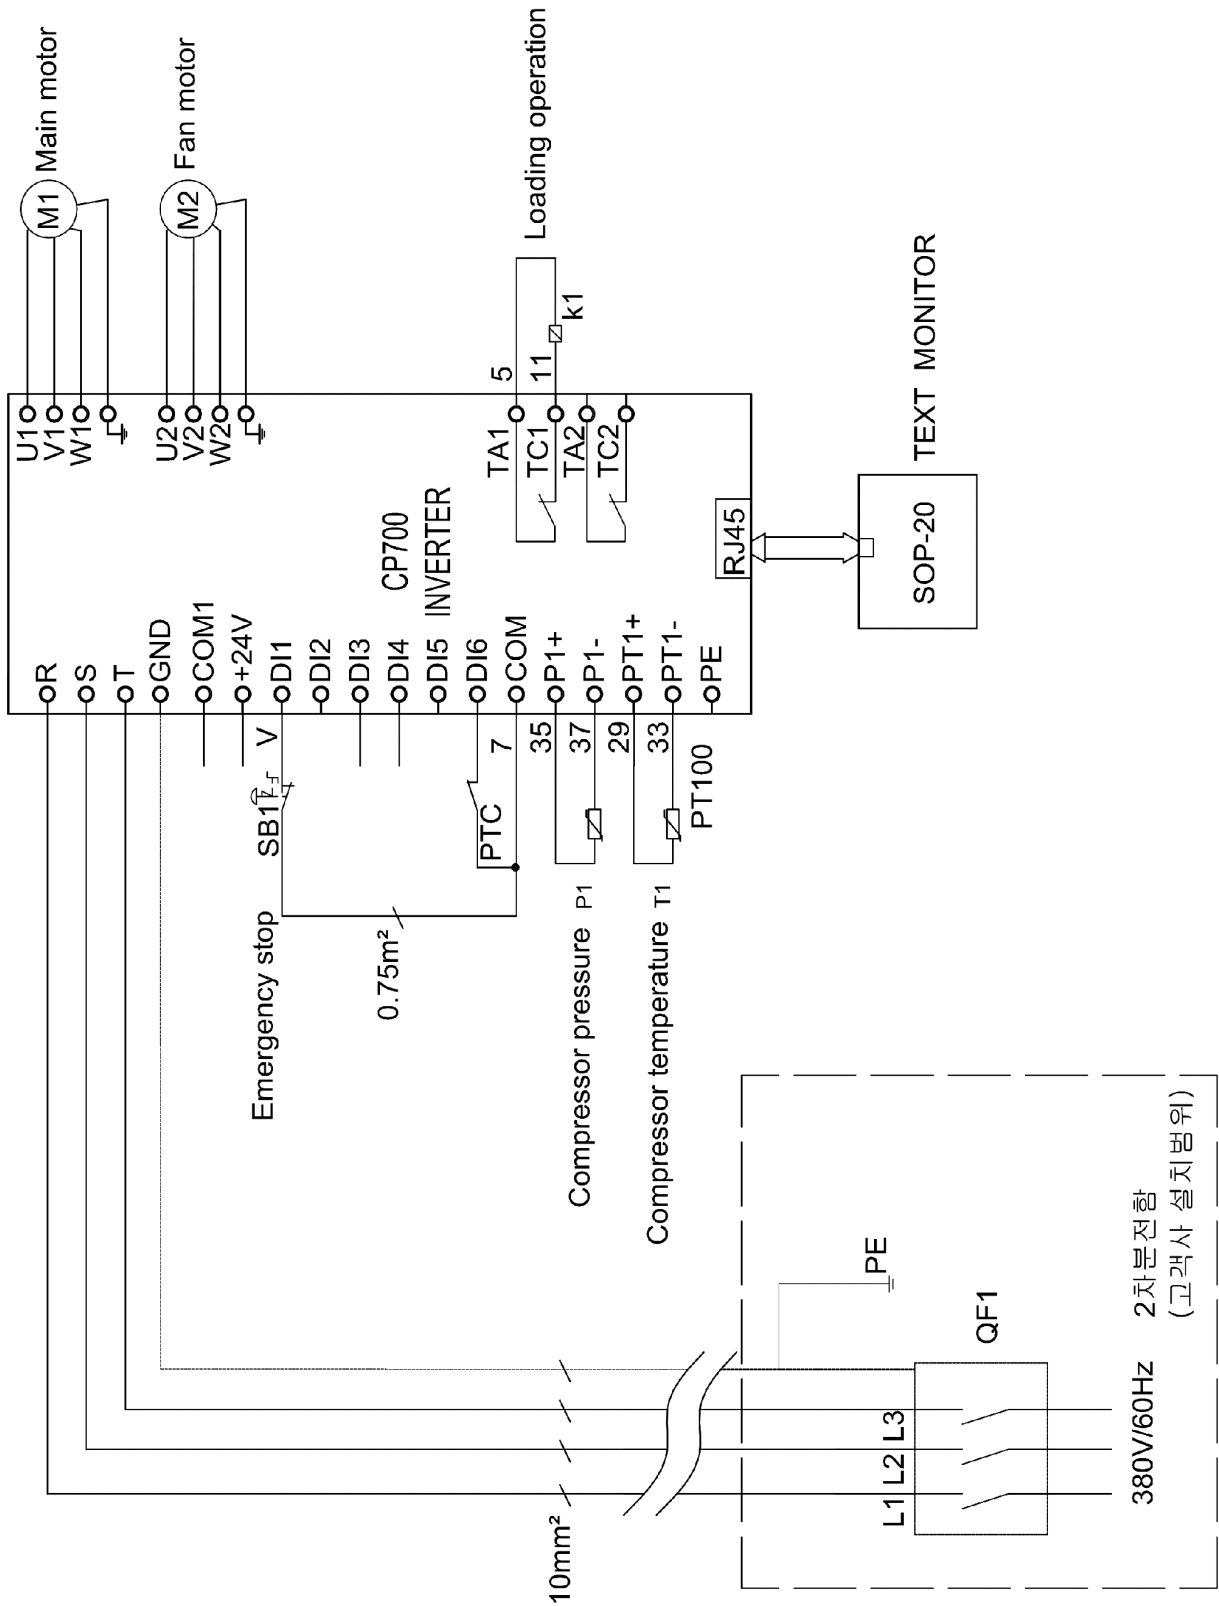 Main motor
M1
Fan motor
M2
U1
V1
W1
U2
V2
W2
Loading operation
k1
5
11
TA1
TC1
TA2
TC2
CP700
INVERTER
RJ45
TEXT MONITOR
SOP-20
R
S
T
GND
COM1
+24V
DI1
DI2
DI3
DI4
DI5
DI6
COM
P1+
P1-
PT1+
PT1-
PE
V
7
35
37
29
33
SB1
PTC
PT100
Emergency stop
0.75m²
Compressor pressure P1
Compressor temperature T1
10mm²
PE
QF1
L1 L2 L3
380V/60Hz
2차분전함
(고객사 설치범위)